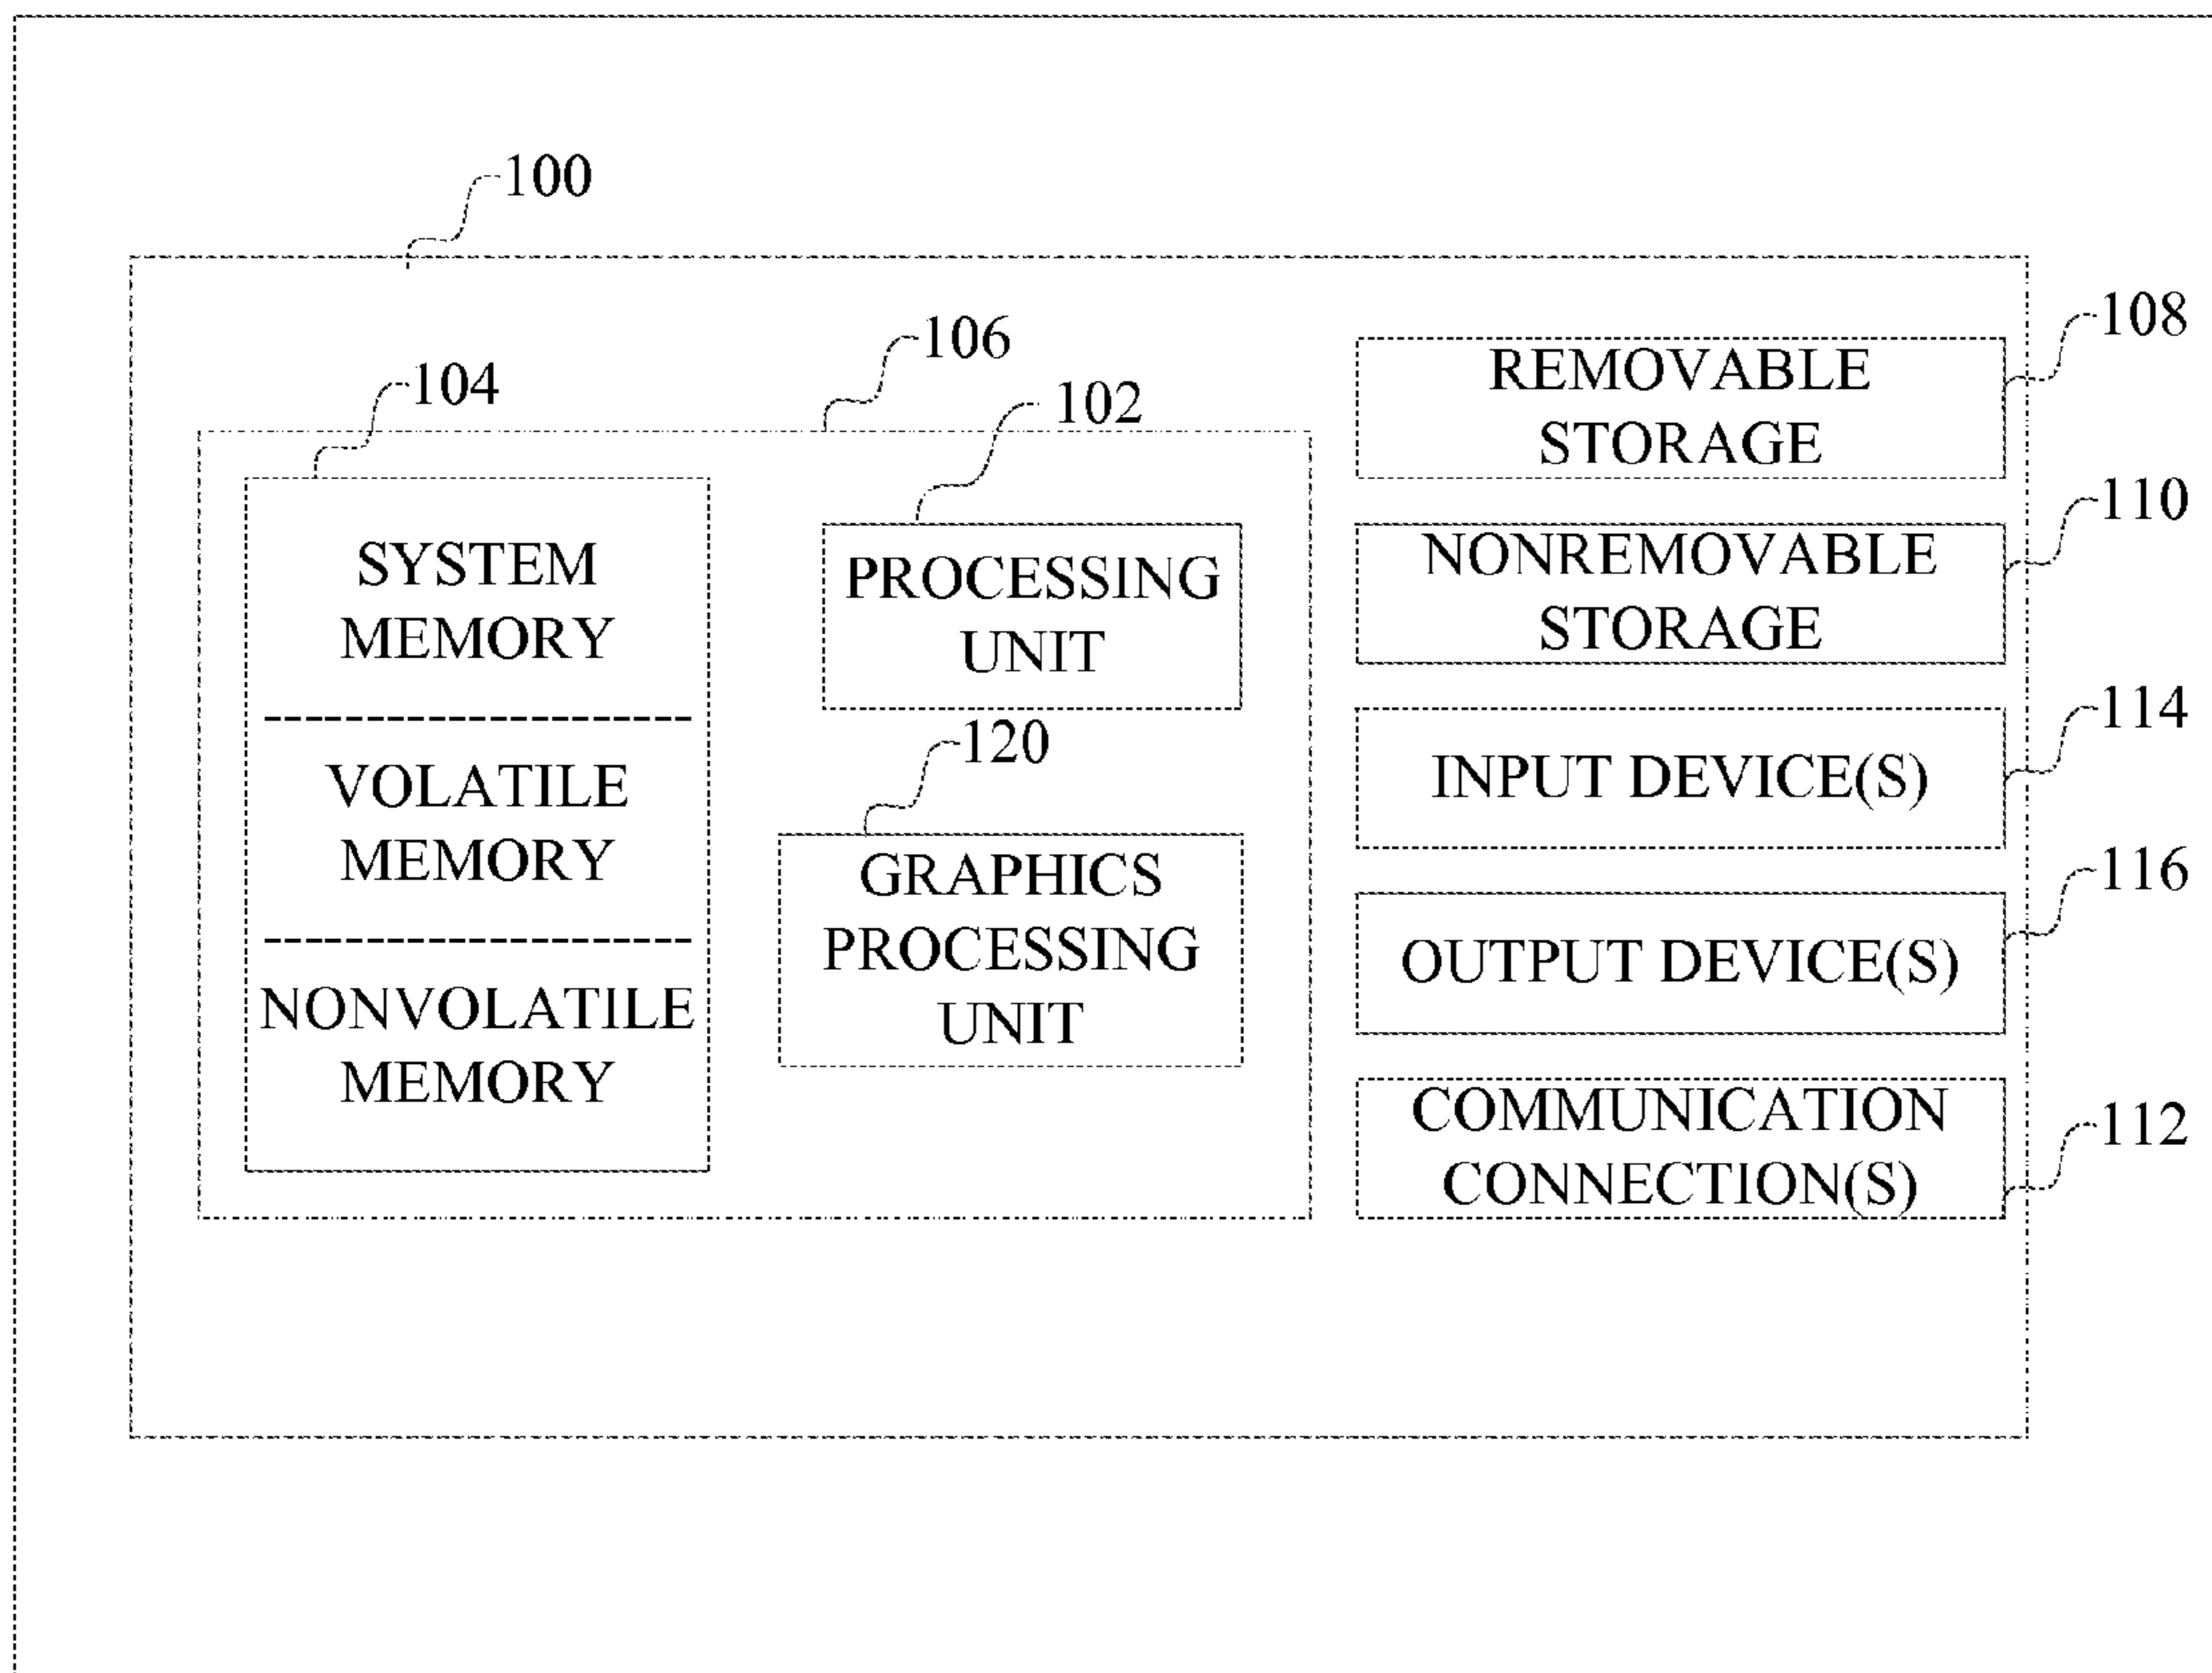 100
106
104
102
SYSTEM
MEMORY
VOLATILE
MEMORY
NONVOLATILE
MEMORY
PROCESSING
UNIT
120
GRAPHICS
PROCESSING
UNIT
108
REMOVABLE
STORAGE
110
NONREMOVABLE
STORAGE
114
INPUT DEVICE(S)
116
OUTPUT DEVICE(S)
112
COMMUNICATION
CONNECTION(S)